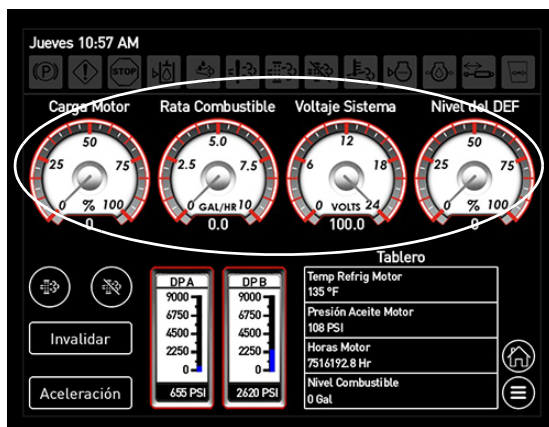 Jueves 10:57 AM
(P) STOP
Carga Motor Rata Combustible Voltaje Sistema Nivel del DEF
50 5.0 12 50
25 75 2.5 7.5 6 18 25 75
0 % 100 0 GAL/HR 10 0 VOLTS 24 0 % 100
0 0.0 100.0 0
Tablero
DP A DP B
9000 9000
6750 6750
4500 4500
2250 2250
0 0
655 PSI 2620 PSI
Temp Refrig Motor
135 °F
Presión Aceite Motor
108 PSI
Horas Motor
7516192.8 Hr
Nivel Combustible
0 Gal
Invalidar
Aceleración